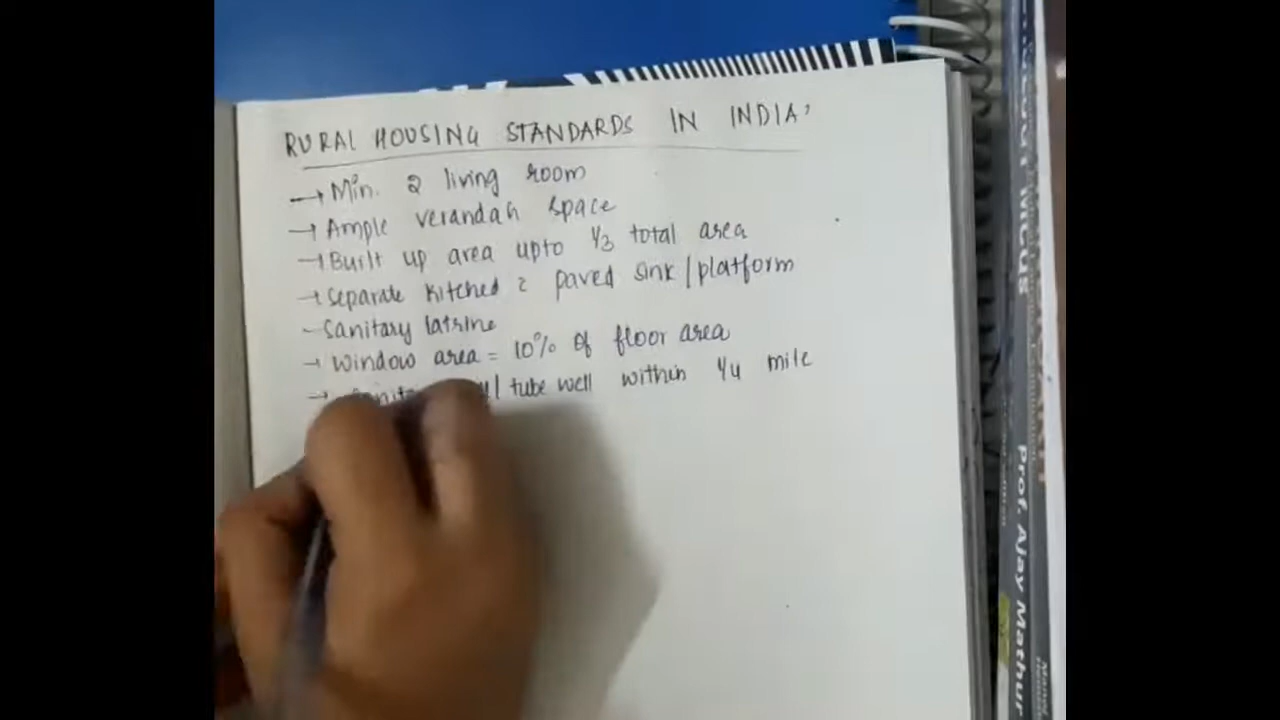 RURAL HOUSING STANDARDS IN INDIA:
→ Min. 2 living room
→ Ample verandah space
→ Built up area upto 1/3 total area
→ Separate kitched c paved sink/platform
- Sanitary latrine
→ Window area = 10% of floor area
→ / tube well within 1/4 mile
Prof. Ajay Mathur